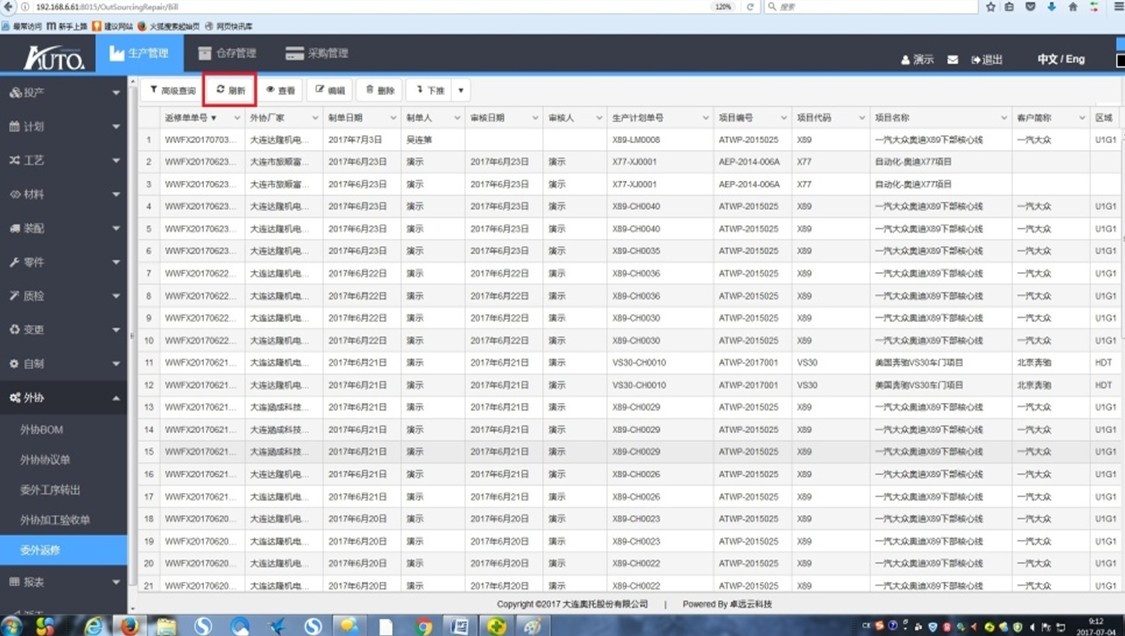 192.168.6.61:8015/OutSourcingRepair/Bill 120% 搜索
最常访问 新手上路 建议网站 火狐搜索起始页 网页快讯库
AUTO. 生产管理 仓存管理 采购管理 演示 退出 中文 / Eng
投产
计划
工艺
材料
装配
零件
质检
变更
自制
外协
外协BOM
外协协议单
委外工序转出
外协加工验收单
委外返修
报表
高级查询 刷新 查看 编辑 删除 下推
返修单单号 外协厂家 制单日期 制单人 审核日期 审核人 生产计划单号 项目编号 项目代码 项目名称 客户简称 区域
1 WWFX20170703... 大连达隆机电... 2017年7月3日 X89-LM0008 ATWP-2015025 X89 一汽大众奥迪X89下部核心线 一汽大众
2 WWFX20170623... 大连市旅顺富... 2017年6月23日 演示 2017年6月23日 演示 X77-XJ0001 AEP-2014-006A X77 自动化-奥迪X77项目
3 WWFX20170623... 大连市旅顺富... 2017年6月23日 演示 2017年6月23日 演示 X77-XJ0001 AEP-2014-006A X77 自动化-奥迪X77项目
4 WWFX20170623... 大连达隆机电... 2017年6月23日 演示 2017年6月23日 演示 X89-CH0040 ATWP-2015025 X89 一汽大众奥迪X89下部核心线 一汽大众 U1G1
5 WWFX20170623... 大连达隆机电... 2017年6月23日 演示 2017年6月23日 演示 X89-CH0040 ATWP-2015025 X89 一汽大众奥迪X89下部核心线 一汽大众 U1G1
6 WWFX20170623... 大连达隆机电... 2017年6月23日 演示 2017年6月23日 演示 X89-CH0035 ATWP-2015025 X89 一汽大众奥迪X89下部核心线 一汽大众 U1G1
7 WWFX20170622... 大连达隆机电... 2017年6月22日 演示 2017年6月22日 演示 X89-CH0036 ATWP-2015025 X89 一汽大众奥迪X89下部核心线 一汽大众 U1G1
8 WWFX20170622... 大连达隆机电... 2017年6月22日 演示 2017年6月22日 演示 X89-CH0036 ATWP-2015025 X89 一汽大众奥迪X89下部核心线 一汽大众 U1G1
9 WWFX20170622... 大连达隆机电... 2017年6月22日 演示 2017年6月22日 演示 X89-CH0030 ATWP-2015025 X89 一汽大众奥迪X89下部核心线 一汽大众 U1G1
10 WWFX20170622... 大连达隆机电... 2017年6月22日 演示 2017年6月22日 演示 X89-CH0030 ATWP-2015025 X89 一汽大众奥迪X89下部核心线 一汽大众 U1G1
11 WWFX20170621... 大连达隆机电... 2017年6月21日 演示 2017年6月21日 演示 VS30-CH0010 ATWP-2017001 VS30 美国奔驰VS30车门项目 北京奔驰 HDT
12 WWFX20170621... 大连达隆机电... 2017年6月21日 演示 2017年6月21日 演示 VS30-CH0010 ATWP-2017001 VS30 美国奔驰VS30车门项目 北京奔驰 HDT
13 WWFX20170621... 大连涵成科技... 2017年6月21日 演示 2017年6月21日 演示 X89-CH0029 ATWP-2015025 X89 一汽大众奥迪X89下部核心线 一汽大众 U1G1
14 WWFX20170621... 大连涵成科技... 2017年6月21日 演示 2017年6月21日 演示 X89-CH0029 ATWP-2015025 X89 一汽大众奥迪X89下部核心线 一汽大众 U1G1
15 WWFX20170621... 大连涵成科技... 2017年6月21日 演示 2017年6月21日 演示 X89-CH0029 ATWP-2015025 X89 一汽大众奥迪X89下部核心线 一汽大众 U1G1
16 WWFX20170621... 大连达隆机电... 2017年6月21日 演示 2017年6月21日 演示 X89-CH0026 ATWP-2015025 X89 一汽大众奥迪X89下部核心线 一汽大众 U1G1
17 WWFX20170621... 大连达隆机电... 2017年6月21日 演示 2017年6月21日 演示 X89-CH0026 ATWP-2015025 X89 一汽大众奥迪X89下部核心线 一汽大众 U1G1
18 WWFX20170620... 大连达隆机电... 2017年6月20日 演示 2017年6月20日 演示 X89-CH0023 ATWP-2015025 X89 一汽大众奥迪X89下部核心线 一汽大众 U1G1
19 WWFX20170620... 大连达隆机电... 2017年6月20日 演示 2017年6月20日 演示 X89-CH0023 ATWP-2015025 X89 一汽大众奥迪X89下部核心线 一汽大众 U1G1
20 WWFX20170620... 大连达隆机电... 2017年6月20日 演示 2017年6月20日 演示 X89-CH0022 ATWP-2015025 X89 一汽大众奥迪X89下部核心线 一汽大众 U1G1
21 WWFX20170620... 大连达隆机电... 2017年6月20日 演示 2017年6月20日 演示 X89-CH0022 ATWP-2015025 X89 一汽大众奥迪X89下部核心线 一汽大众 U1G1
Copyright ©2017 大连奥托股份有限公司 | Powered By 卓远云科技
9:12
2017-07-04